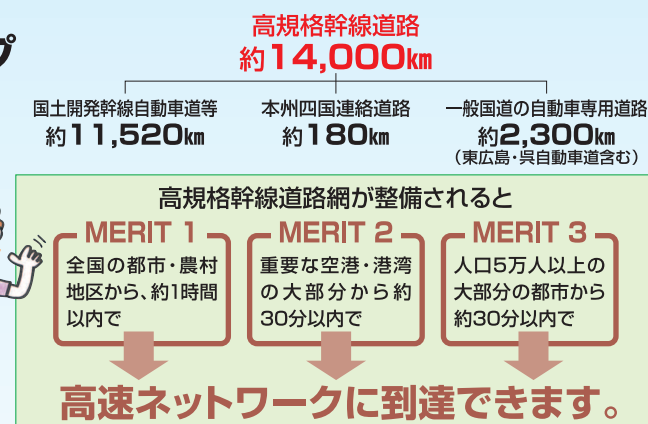 プ
高規格幹線道路
約14,000㎞
国土開発幹線自動車道等
約11,520㎞
本州四国連絡道路
約180㎞
一般国道の自動車専用道路
約2,300㎞
（東広島・呉自動車道含む）
高規格幹線道路網が整備されると
MERIT 1
全国の都市・農村
地区から、約1時間
以内で
MERIT 2
重要な空港・港湾
の大部分から約
30分以内で
MERIT 3
人口5万人以上の
大部分の都市から
約30分以内で
高速ネットワークに到達できます。